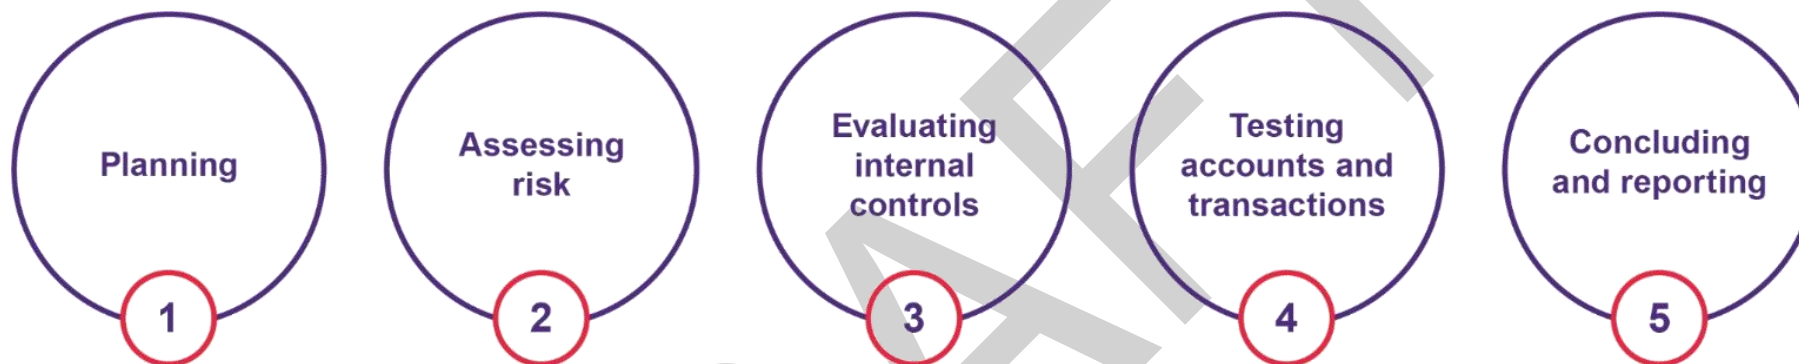 Planning
1
Assessing
risk
2
Evaluating
internal
controls
3
Testing
accounts and
transactions
4
Concluding
and reporting
5